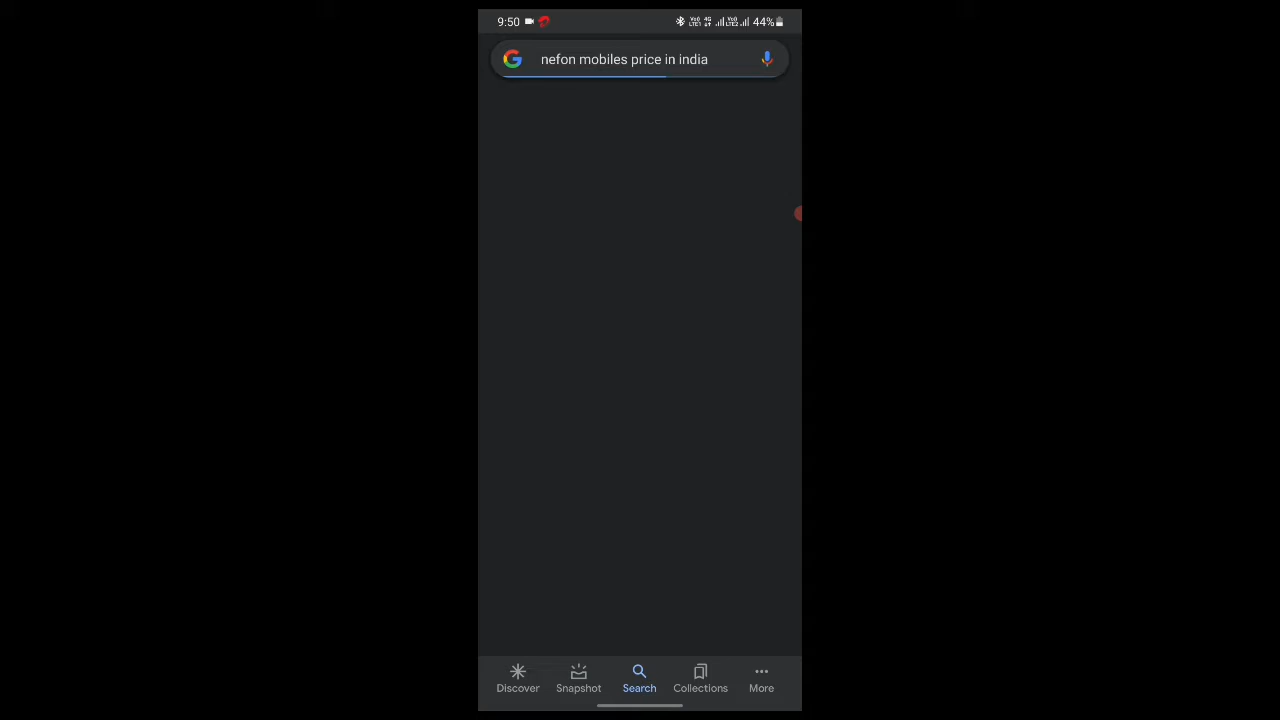 9:50 44%
nefon mobiles price in india
Discover Snapshot Search Collections More